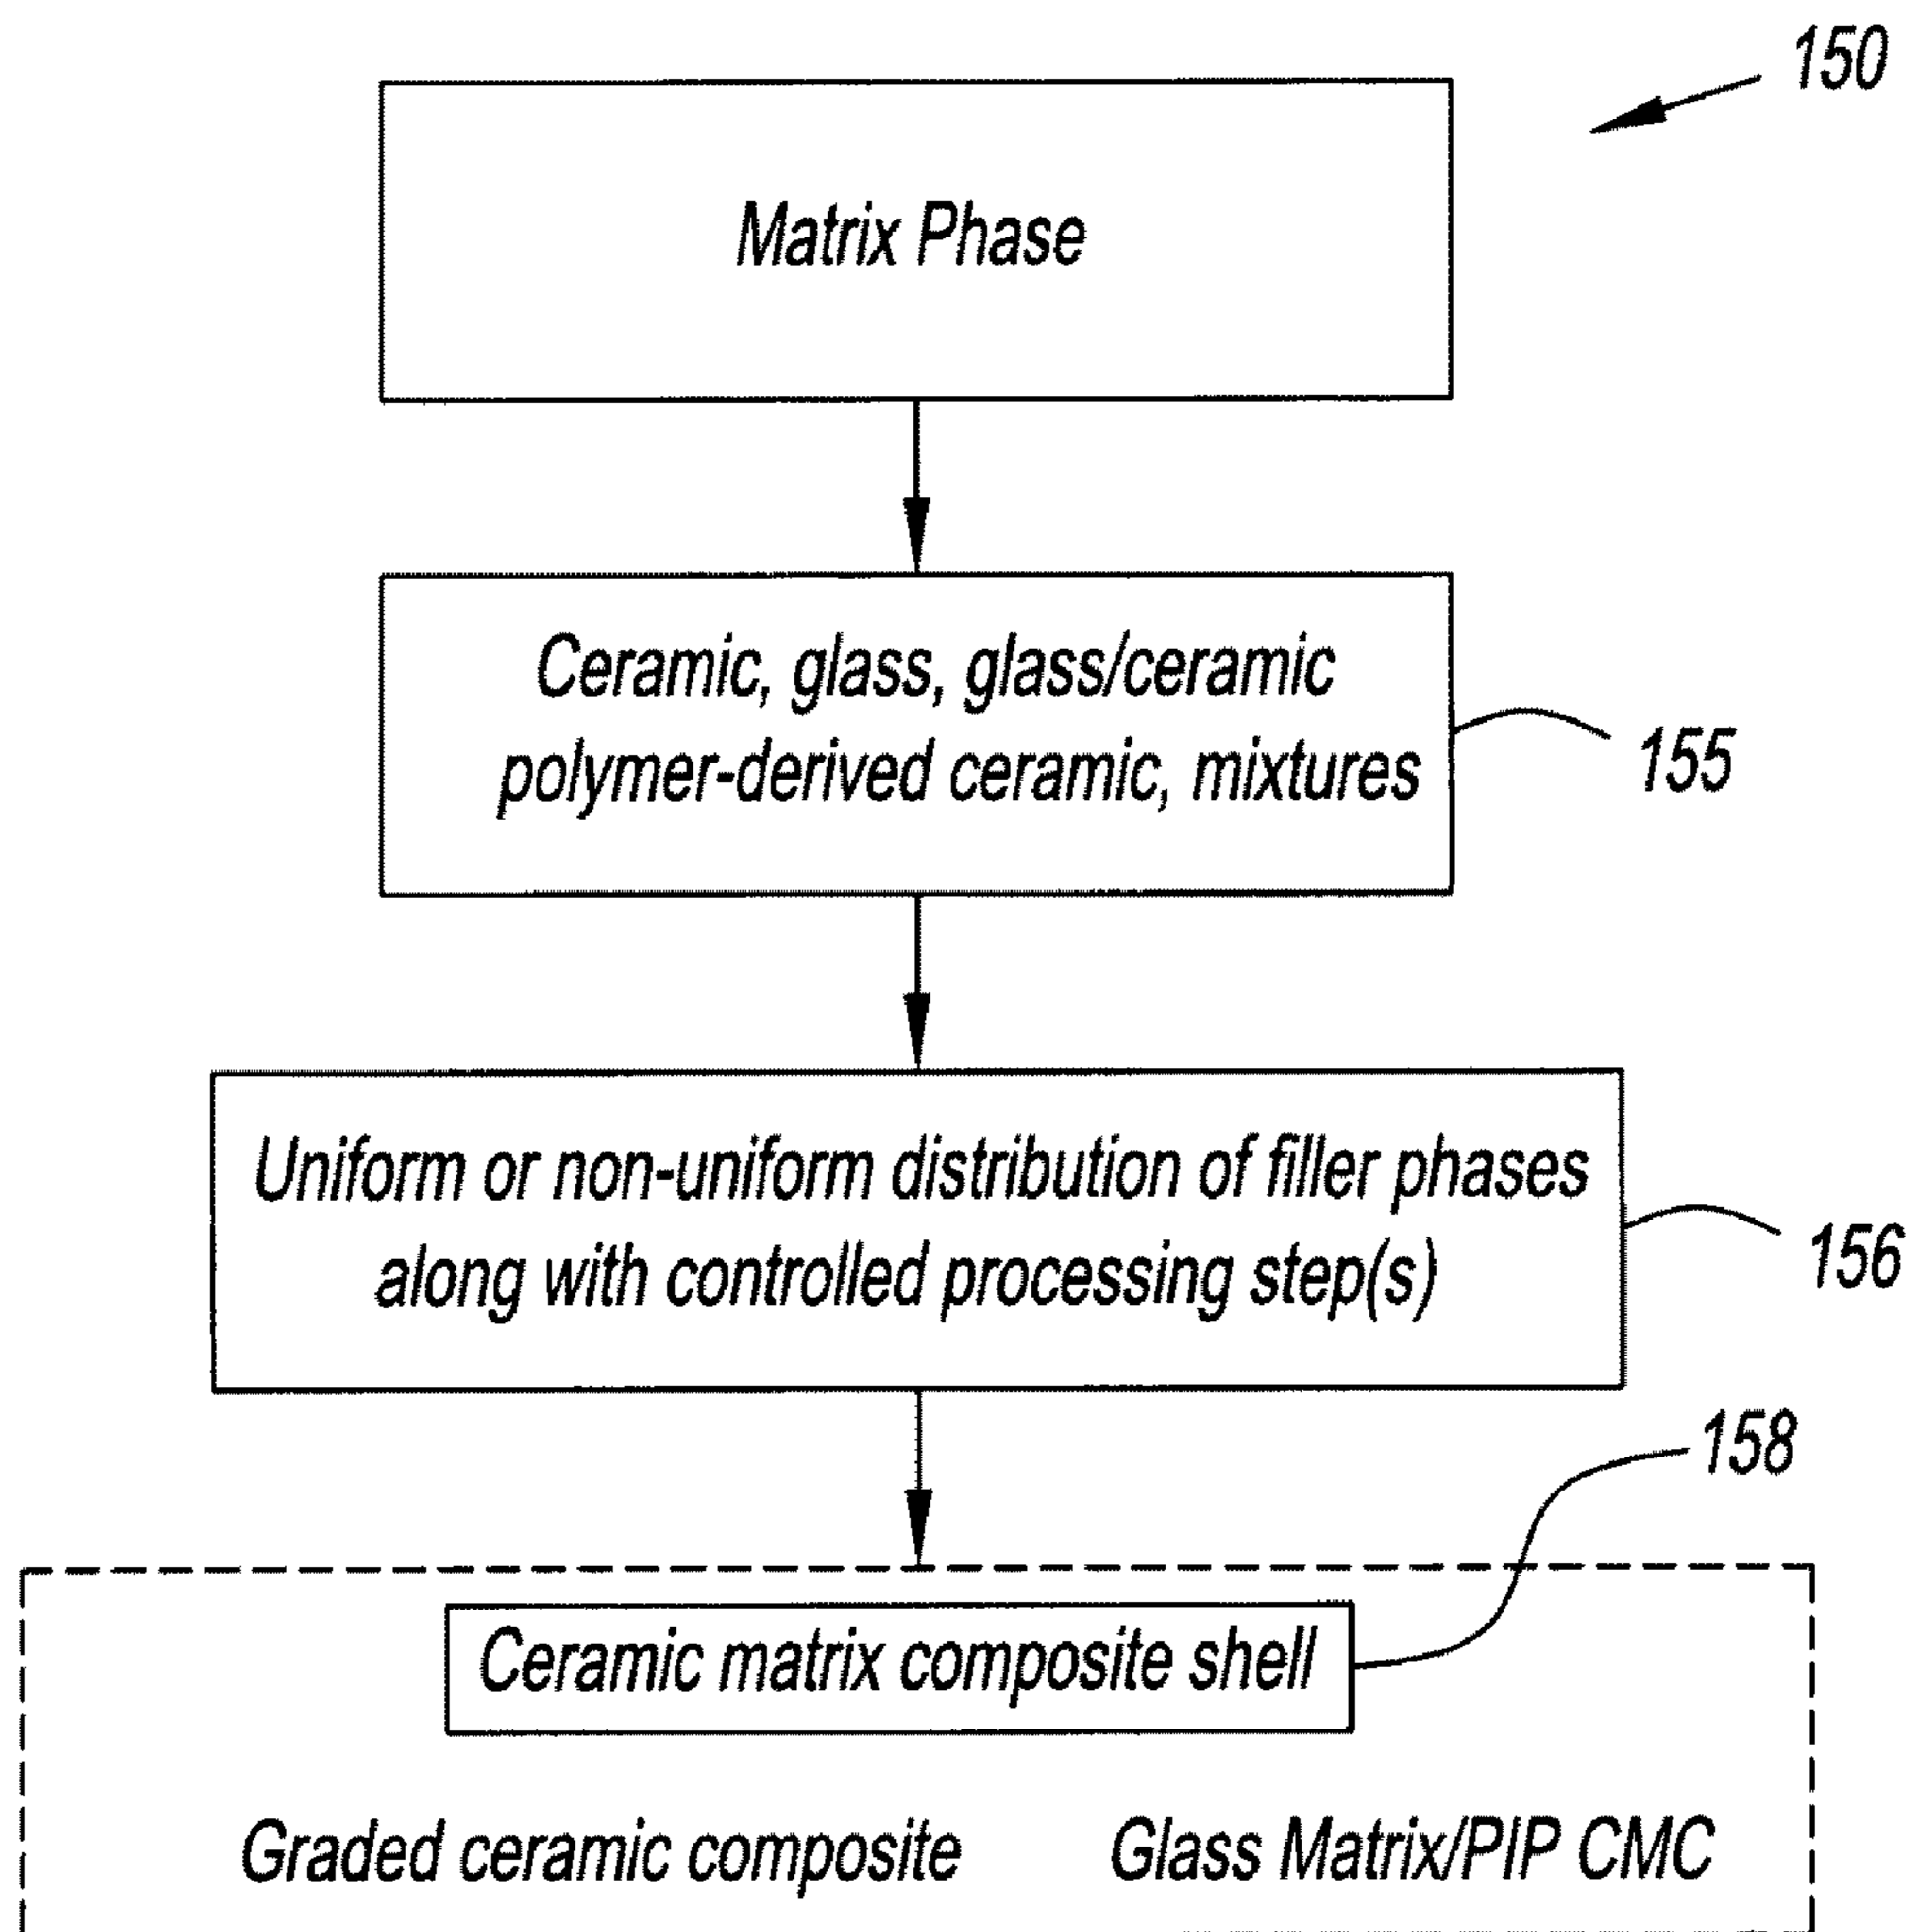 150
Matrix Phase
Ceramic, glass, glass/ceramic
polymer-derived ceramic, mixtures
155
Uniform or non-uniform distribution of filler phases
along with controlled processing step(s)
156
158
Ceramic matrix composite shell
Graded ceramic composite Glass Matrix/PIP CMC